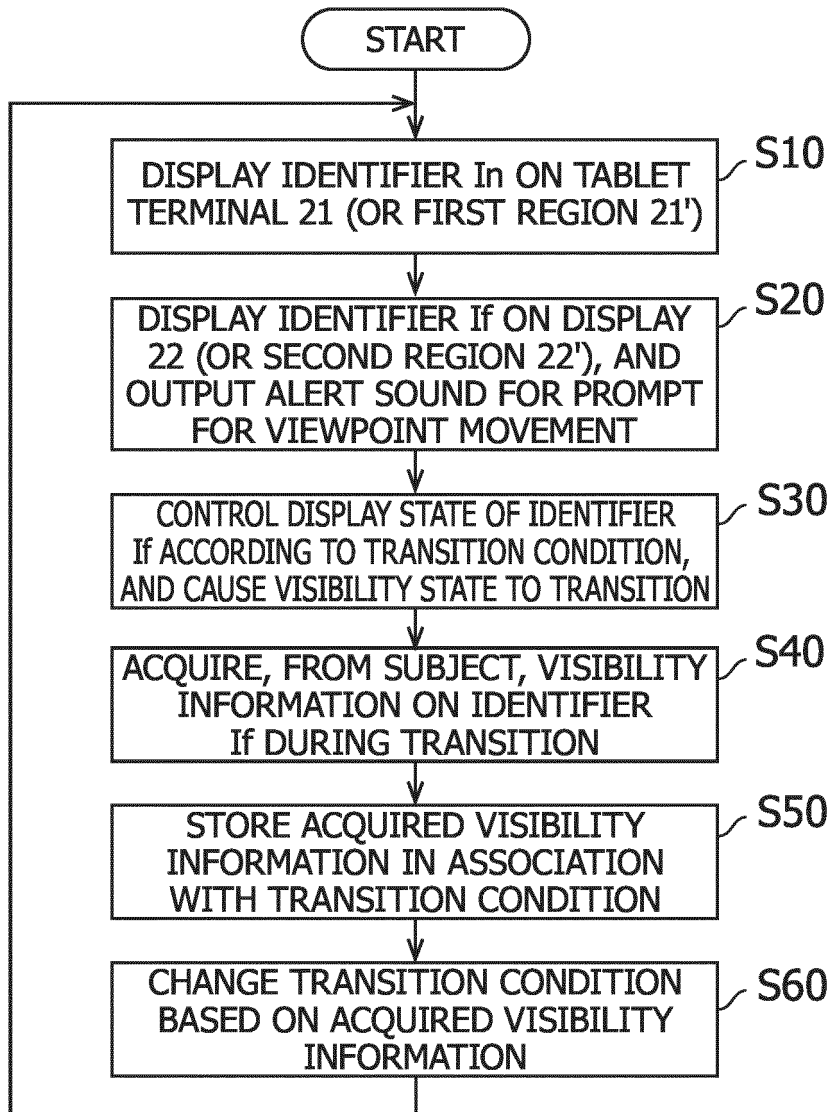 START
DISPLAY IDENTIFIER In ON TABLET
TERMINAL 21 (OR FIRST REGION 21')
S10
DISPLAY IDENTIFIER If ON DISPLAY
22 (OR SECOND REGION 22'), AND
OUTPUT ALERT SOUND FOR PROMPT
FOR VIEWPOINT MOVEMENT
S20
CONTROL DISPLAY STATE OF IDENTIFIER
If ACCORDING TO TRANSITION CONDITION,
AND CAUSE VISIBILITY STATE TO TRANSITION
S30
ACQUIRE, FROM SUBJECT, VISIBILITY
INFORMATION ON IDENTIFIER
If DURING TRANSITION
S40
STORE ACQUIRED VISIBILITY
INFORMATION IN ASSOCIATION
WITH TRANSITION CONDITION
S50
CHANGE TRANSITION CONDITION
BASED ON ACQUIRED VISIBILITY
INFORMATION
S60